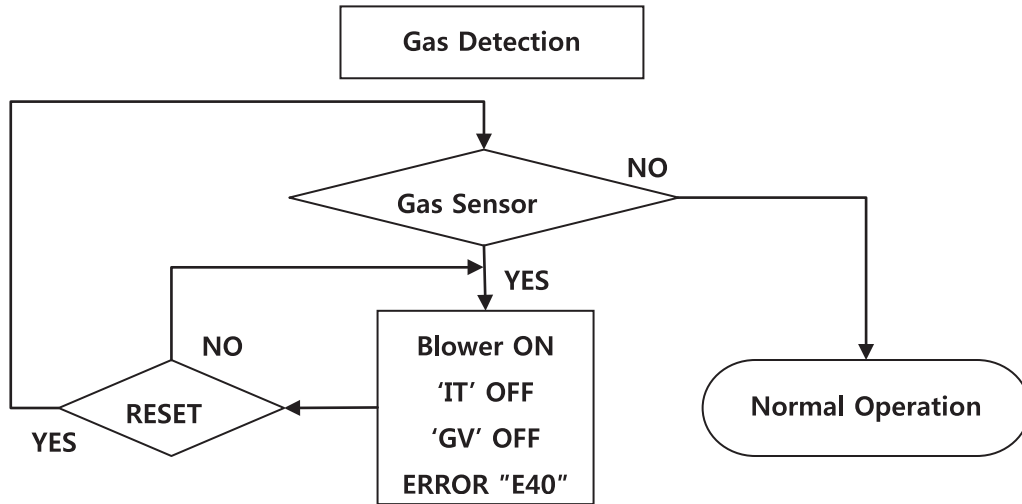 Gas Detection
NO
Gas Sensor
YES
Blower ON
‘IT’ OFF
‘GV’ OFF
ERROR ”E40”
NO
RESET
YES
Normal Operation